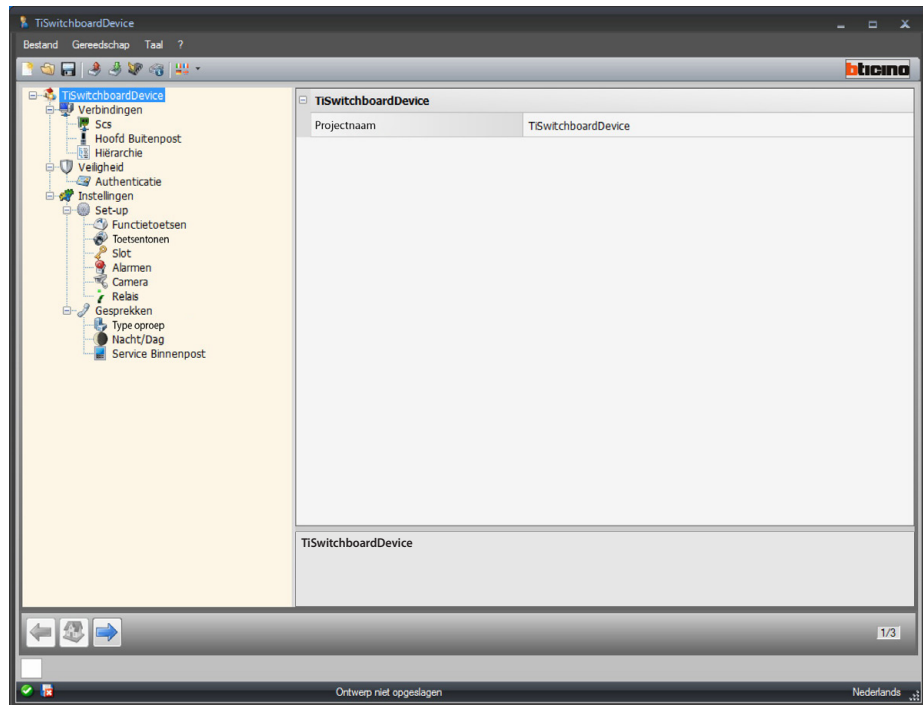 TiSwitchboardDevice
Bestand Gereedschap Taal ?
bticino
TiSwitchboardDevice
Verbindingen
Scs
Hoofd Buitenpost
Hiërarchie
Veiligheid
Authenticatie
Instellingen
Set-up
Functietoetsen
Toetsentonen
Slot
Alarmen
Camera
Relais
Gesprekken
Type oproep
Nacht/Dag
Service Binnenpost
TiSwitchboardDevice
Projectnaam TiSwitchboardDevice
TiSwitchboardDevice
1/3
Ontwerp niet opgeslagen Nederlands